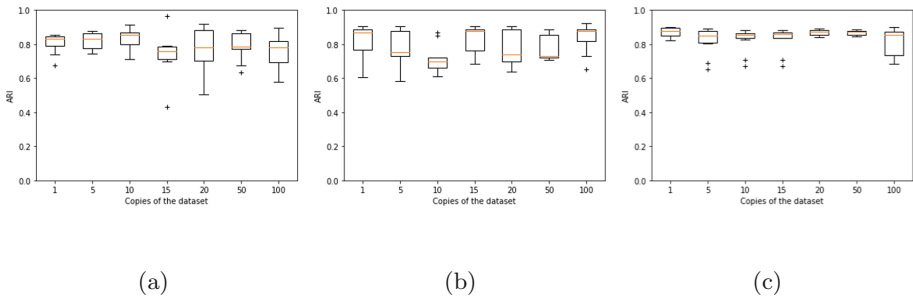 1.0 1.0 1.0
0.8 0.8 0.8
0.6 0.6 0.6
ARI ARI ARI
0.4 0.4 0.4
0.2 0.2 0.2
0.0 0.0 0.0
1 5 10 15 20 50 100 1 5 10 15 20 50 100 1 5 10 15 20 50 100
Copies of the dataset Copies of the dataset Copies of the dataset
(a) (b) (c)